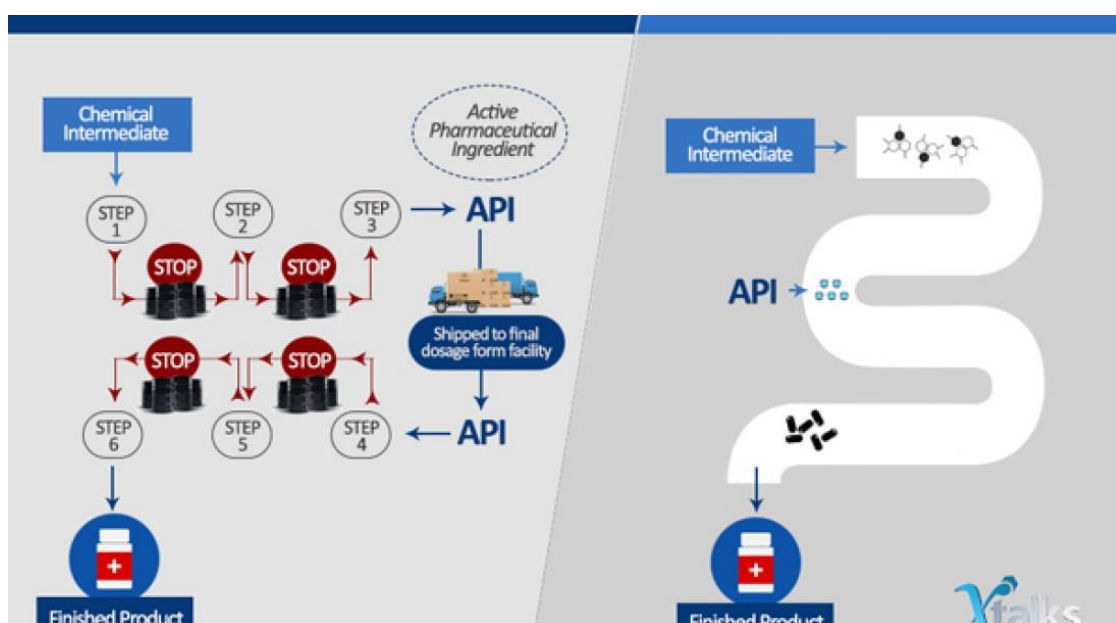 Chemical
Intermediate
Active
Pharmaceutical
Ingredient
STEP
1
STEP
2
STEP
3
API
STOP
STOP
Shipped to final
dosage form facility
STOP
STOP
STEP
6
STEP
5
STEP
4
API
Finished Product
Chemical
Intermediate
API
Finished Product
Xtalks